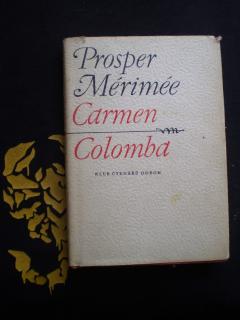 Prosper
Mérimée
Carmen
Colomba
KLUB ČTENÁŘŮ ODEON